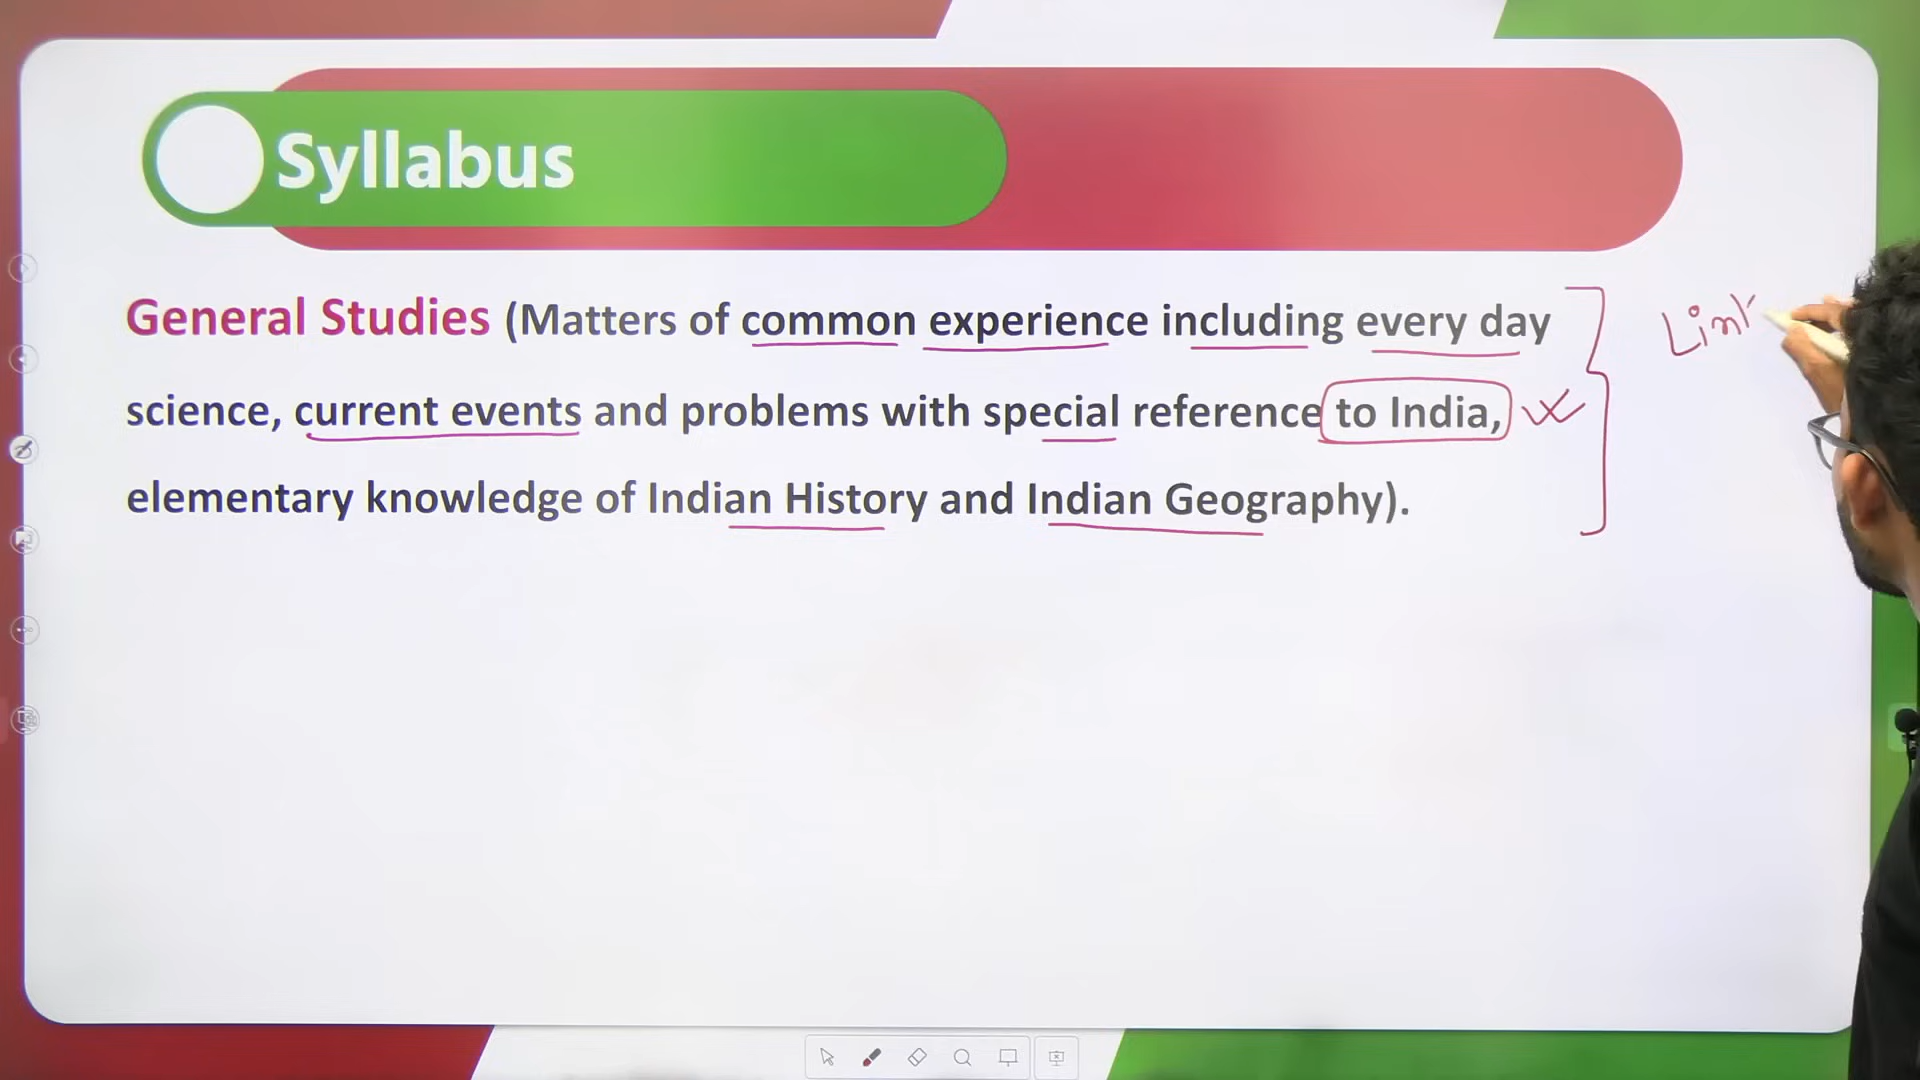 Syllabus
General Studies (Matters of common experience including every day
science, current events and problems with special reference to India,
elementary knowledge of Indian History and Indian Geography).
Link